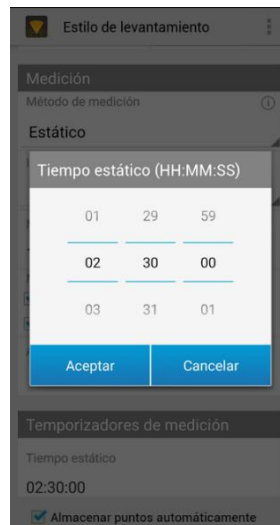 Estilo de levantamiento
Medición
Método de medición
Estático
Tiempo estático (HH:MM:SS)
01 29 59
02 30 00
03 31 01
Aceptar Cancelar
Temporizadores de medición
Tiempo estático
02:30:00
Almacenar puntos automáticamente